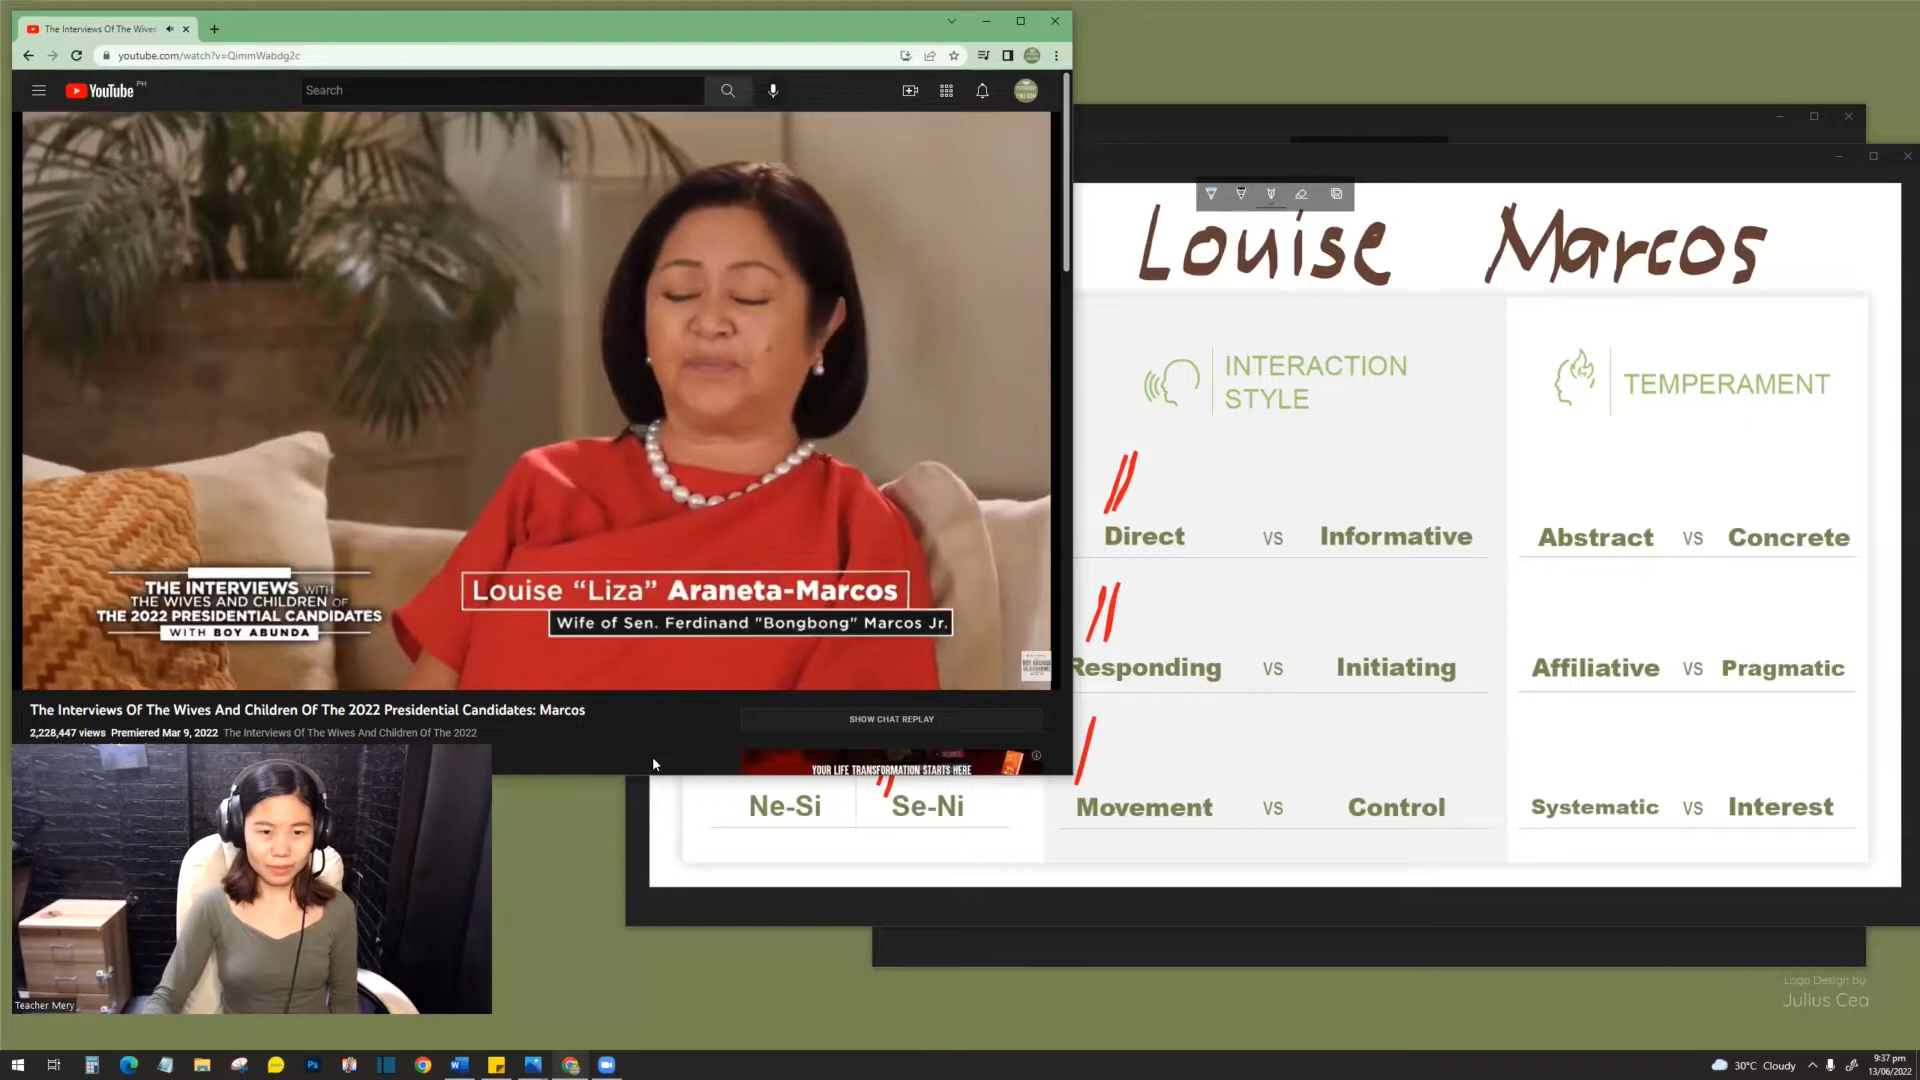 The Interviews Of The Wives
youtube.com/watch?v=QimmWabdg2c
YouTube PH
Search
Louise Marcos
INTERACTION
STYLE
TEMPERAMENT
Direct vs Informative
Abstract vs Concrete
Responding vs Initiating
Affiliative vs Pragmatic
Ne-Si
Se-Ni
Movement vs Control
Systematic vs Interest
THE INTERVIEWS WITH
THE WIVES AND CHILDREN OF
THE 2022 PRESIDENTIAL CANDIDATES
WITH BOY ABUNDA
Louise “Liza” Araneta-Marcos
Wife of Sen. Ferdinand "Bongbong" Marcos Jr.
The Interviews Of The Wives And Children Of The 2022 Presidential Candidates: Marcos
2,228,447 views Premiered Mar 9, 2022 The Interviews Of The Wives And Children Of The 2022
SHOW CHAT REPLAY
YOUR LIFE TRANSFORMATION STARTS HERE
Teacher Mery
Logo Design by:
Julius Cea
Ps
30°C Cloudy
9:37 pm
13/06/2022